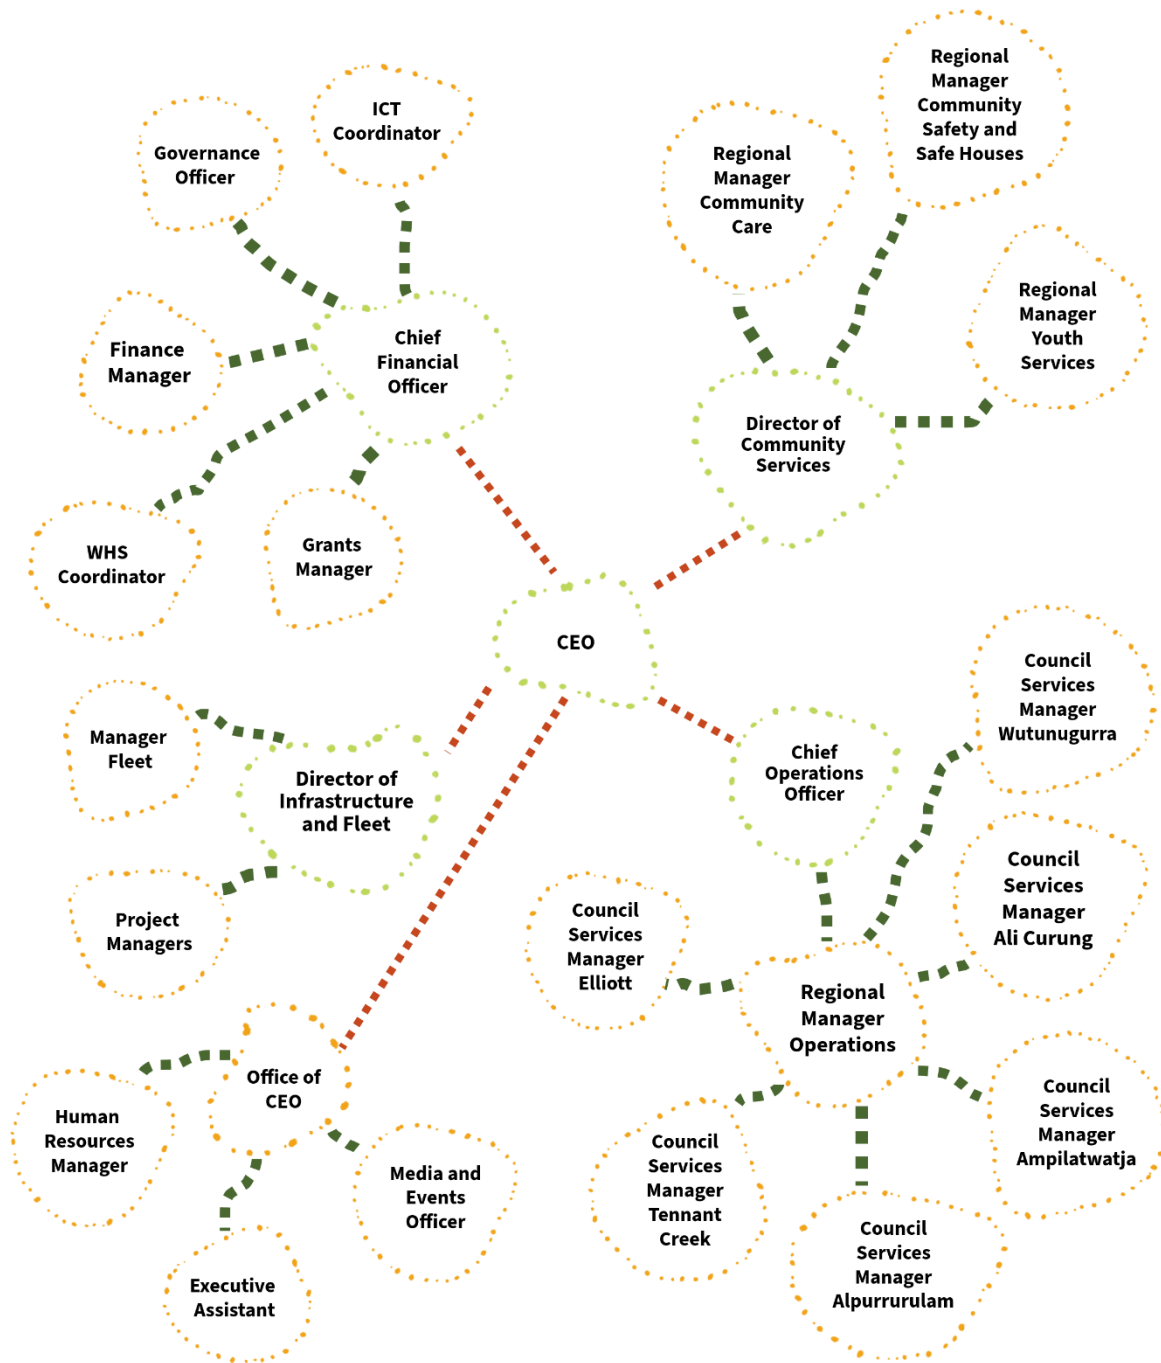 ICT
Coordinator
Governance
Officer
Finance
Manager
Chief
Financial
Officer
WHS
Coordinator
Grants
Manager
Regional
Manager
Community
Safety and
Safe Houses
Regional
Manager
Community
Care
Regional
Manager
Youth
Services
Director of
Community
Services
CEO
Manager
Fleet
Director of
Infrastructure
and Fleet
Project
Managers
Office of
CEO
Human
Resources
Manager
Media and
Events
Officer
Executive
Assistant
Chief
Operations
Officer
Council
Services
Manager
Wutunugurra
Council
Services
Manager
Ali Curung
Council
Services
Manager
Elliott
Regional
Manager
Operations
Council
Services
Manager
Ampilatwatja
Council
Services
Manager
Tennant
Creek
Council
Services
Manager
Alpurrurulam